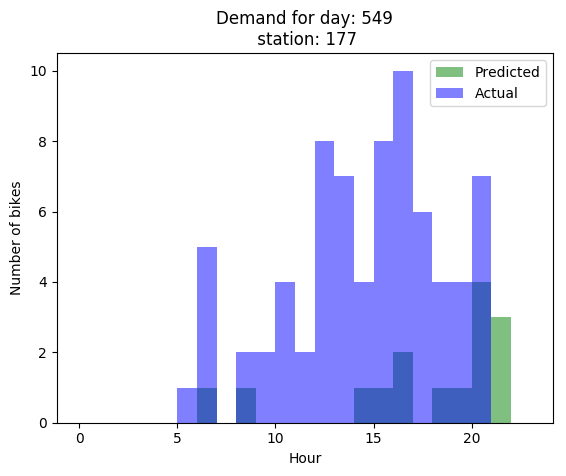 Demand for day: 549
station: 177
Predicted
Actual
10
8
6
4
2
0
Number of bikes
0 5 10 15 20
Hour